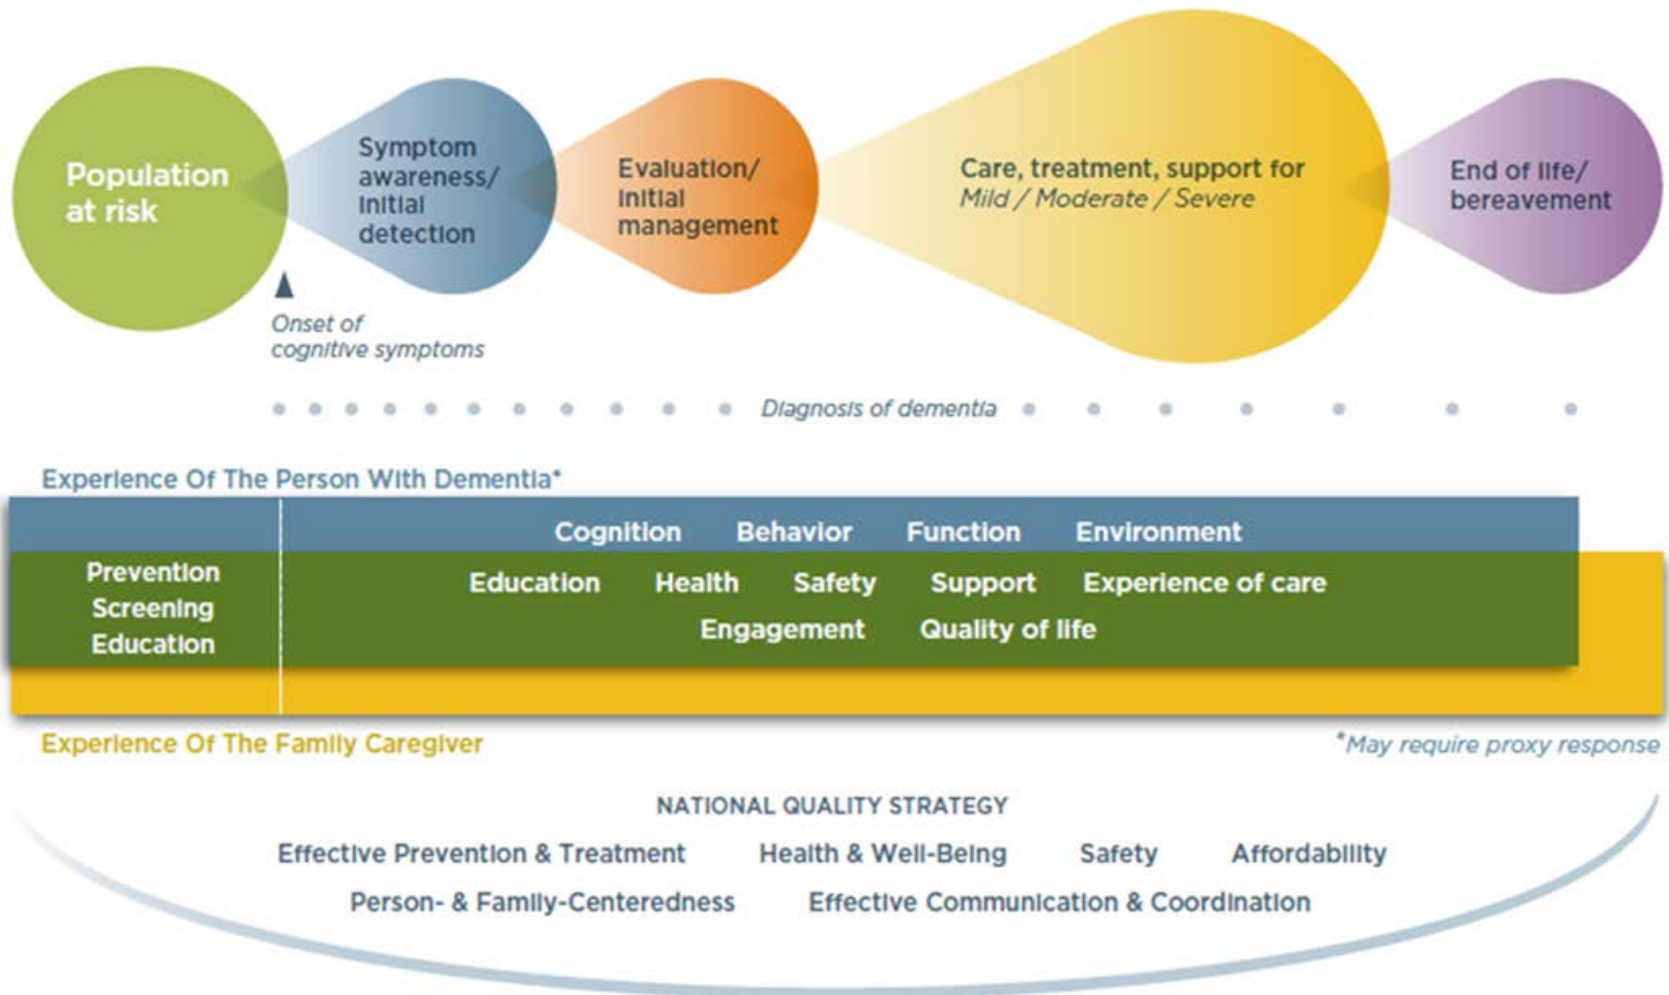 Population
at risk
Symptom
awareness/
initial
detection
Evaluation/
initial
management
Care, treatment, support for
Mild / Moderate / Severe
End of life/
bereavement
Onset of
cognitive symptoms
Diagnosis of dementia
Experience Of The Person With Dementia*
Cognition Behavior Function Environment
Prevention
Screening
Education
Education Health Safety Support Experience of care
Engagement Quality of life
Experience Of The Family Caregiver
*May require proxy response
NATIONAL QUALITY STRATEGY
Effective Prevention & Treatment Health & Well-Being Safety Affordability
Person- & Family-Centeredness Effective Communication & Coordination